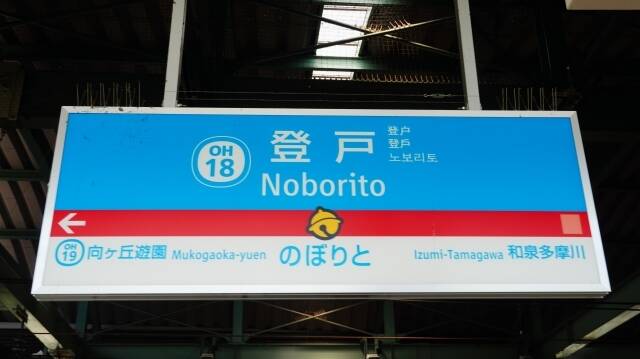 OH
18
登戸
登户
登戶
노보리토
Noborito
OH
19
向ヶ丘遊園 Mukogaoka-yuen
のぼりと
Izumi-Tamagawa 和泉多摩川